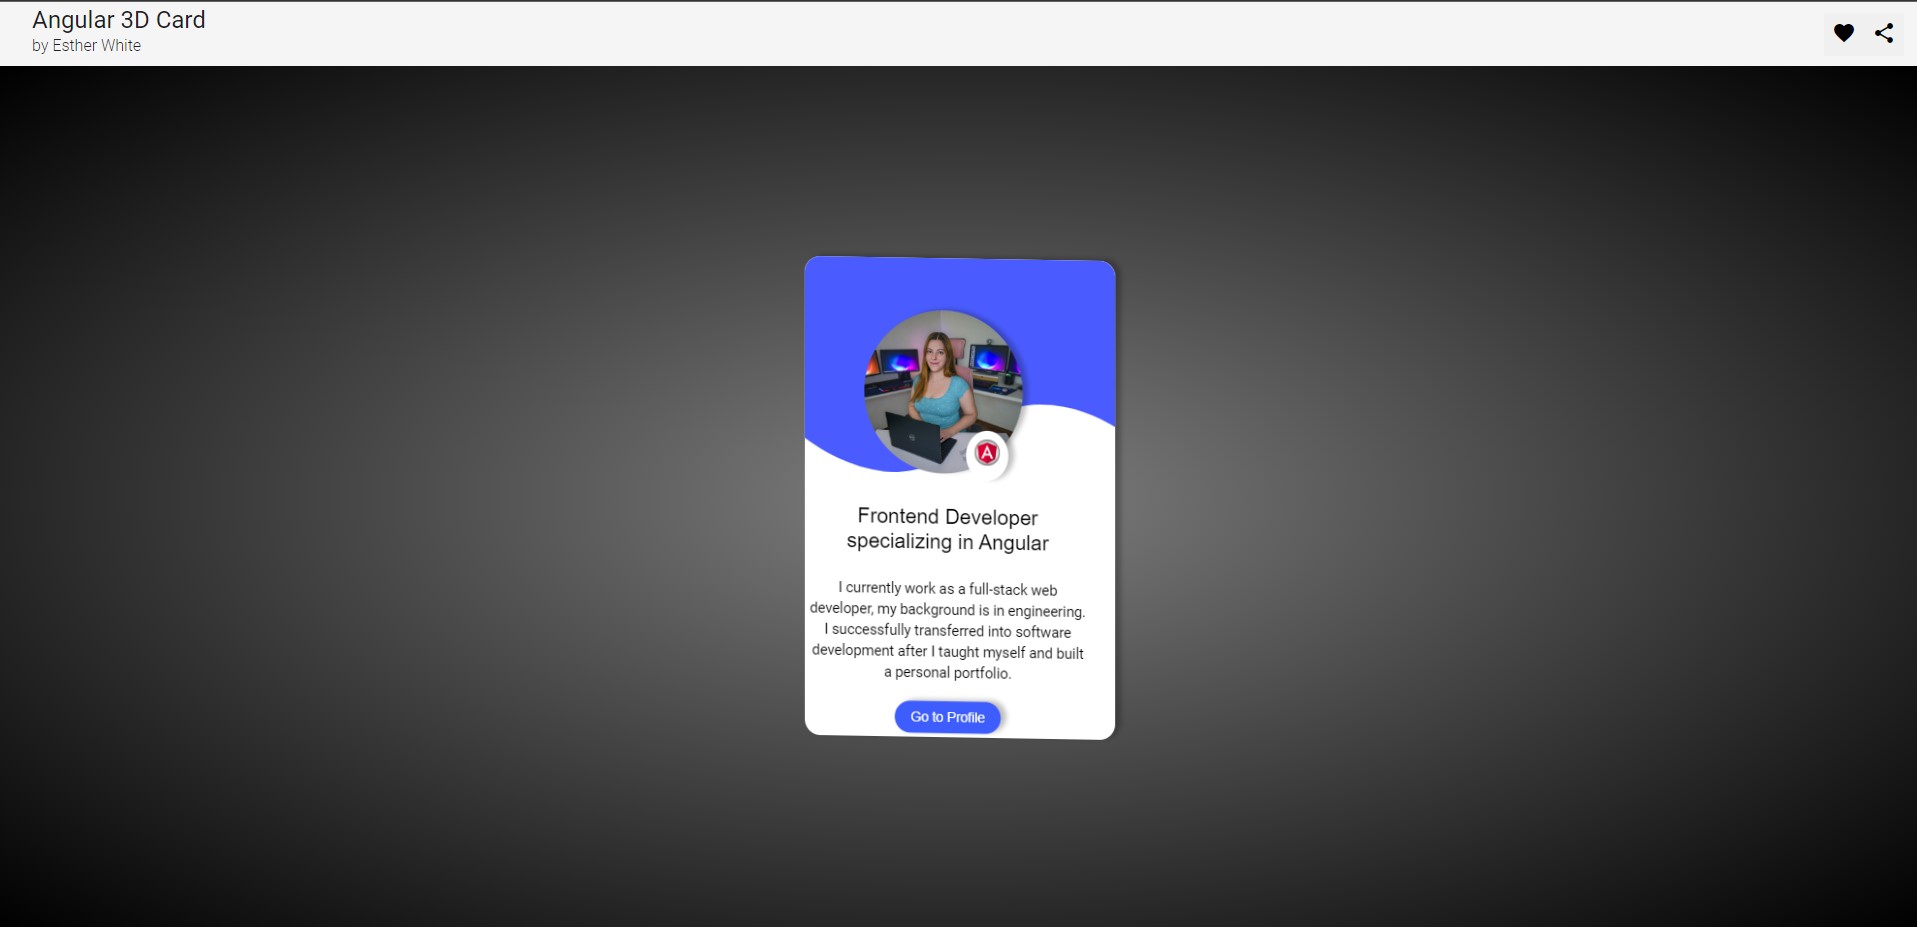 Angular 3D Card
by Esther White
A
Frontend Developer
specializing in Angular
I currently work as a full-stack web
developer, my background is in engineering.
I successfully transferred into software
development after I taught myself and built
a personal portfolio.
Go to Profile